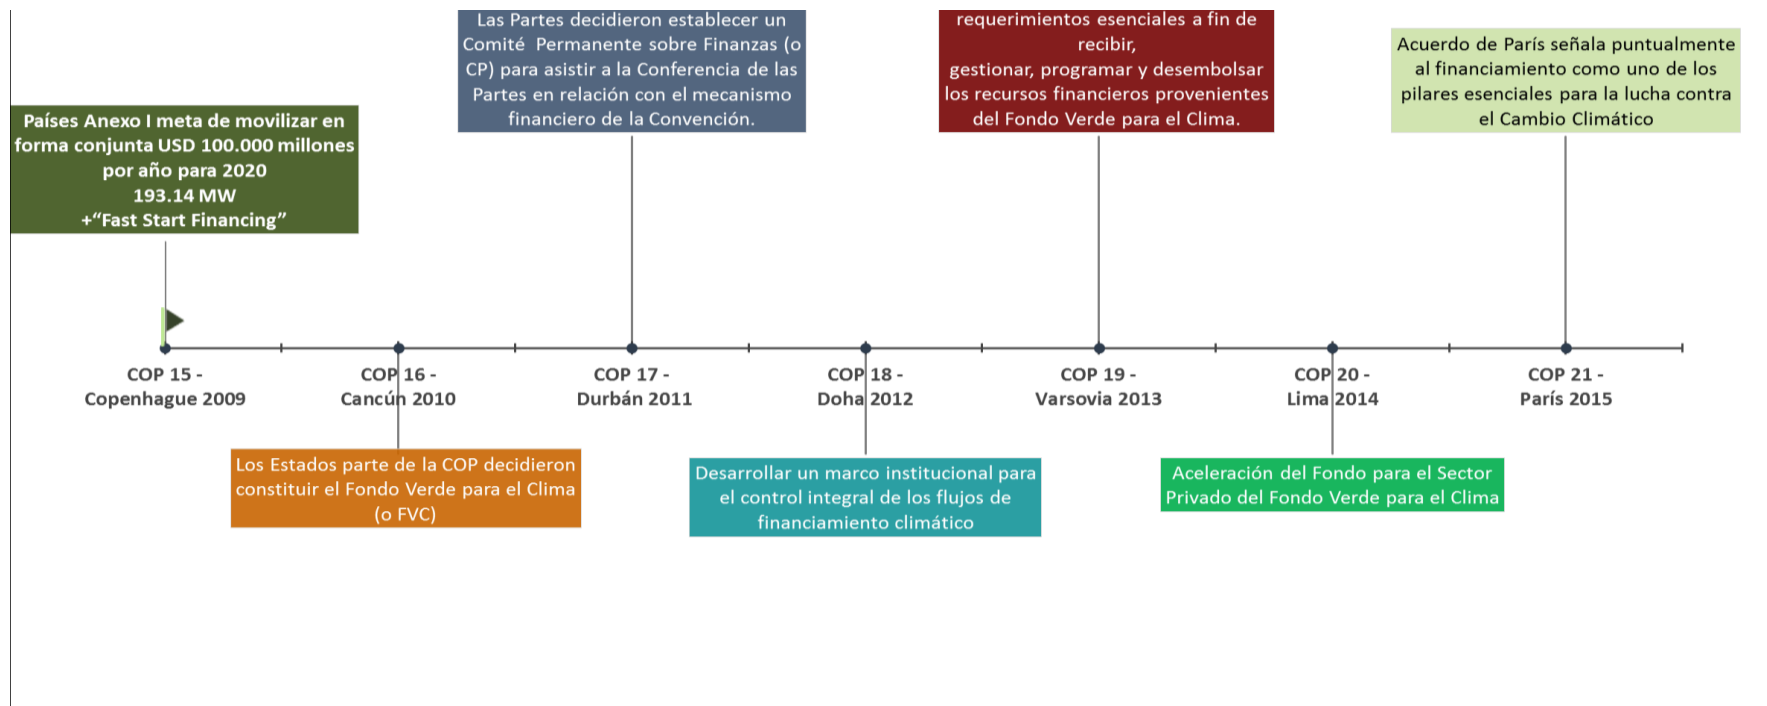 Las Partes decidieron establecer un
Comité  Permanente sobre Finanzas (o
CP) para asistir a la Conferencia de las
Partes en relación con el mecanismo
financiero de la Convención.
requerimientos esenciales a fin de
recibir,
gestionar, programar y desembolsar
los recursos financieros provenientes
del Fondo Verde para el Clima.
Acuerdo de París señala puntualmente
al financiamiento como uno de los
pilares esenciales para la lucha contra
el Cambio Climático
Países Anexo I meta de movilizar en
forma conjunta USD 100.000 millones
por año para 2020
193.14 MW
+“Fast Start Financing”
COP 15 -
Copenhague 2009
COP 16 -
Cancún 2010
COP 17 -
Durbán 2011
COP 18 -
Doha 2012
COP 19 -
Varsovia 2013
COP 20 -
Lima 2014
COP 21 -
París 2015
Los Estados parte de la COP decidieron
constituir el Fondo Verde para el Clima
(o FVC)
Desarrollar un marco institucional para
el control integral de los flujos de
financiamiento climático
Aceleración del Fondo para el Sector
Privado del Fondo Verde para el Clima